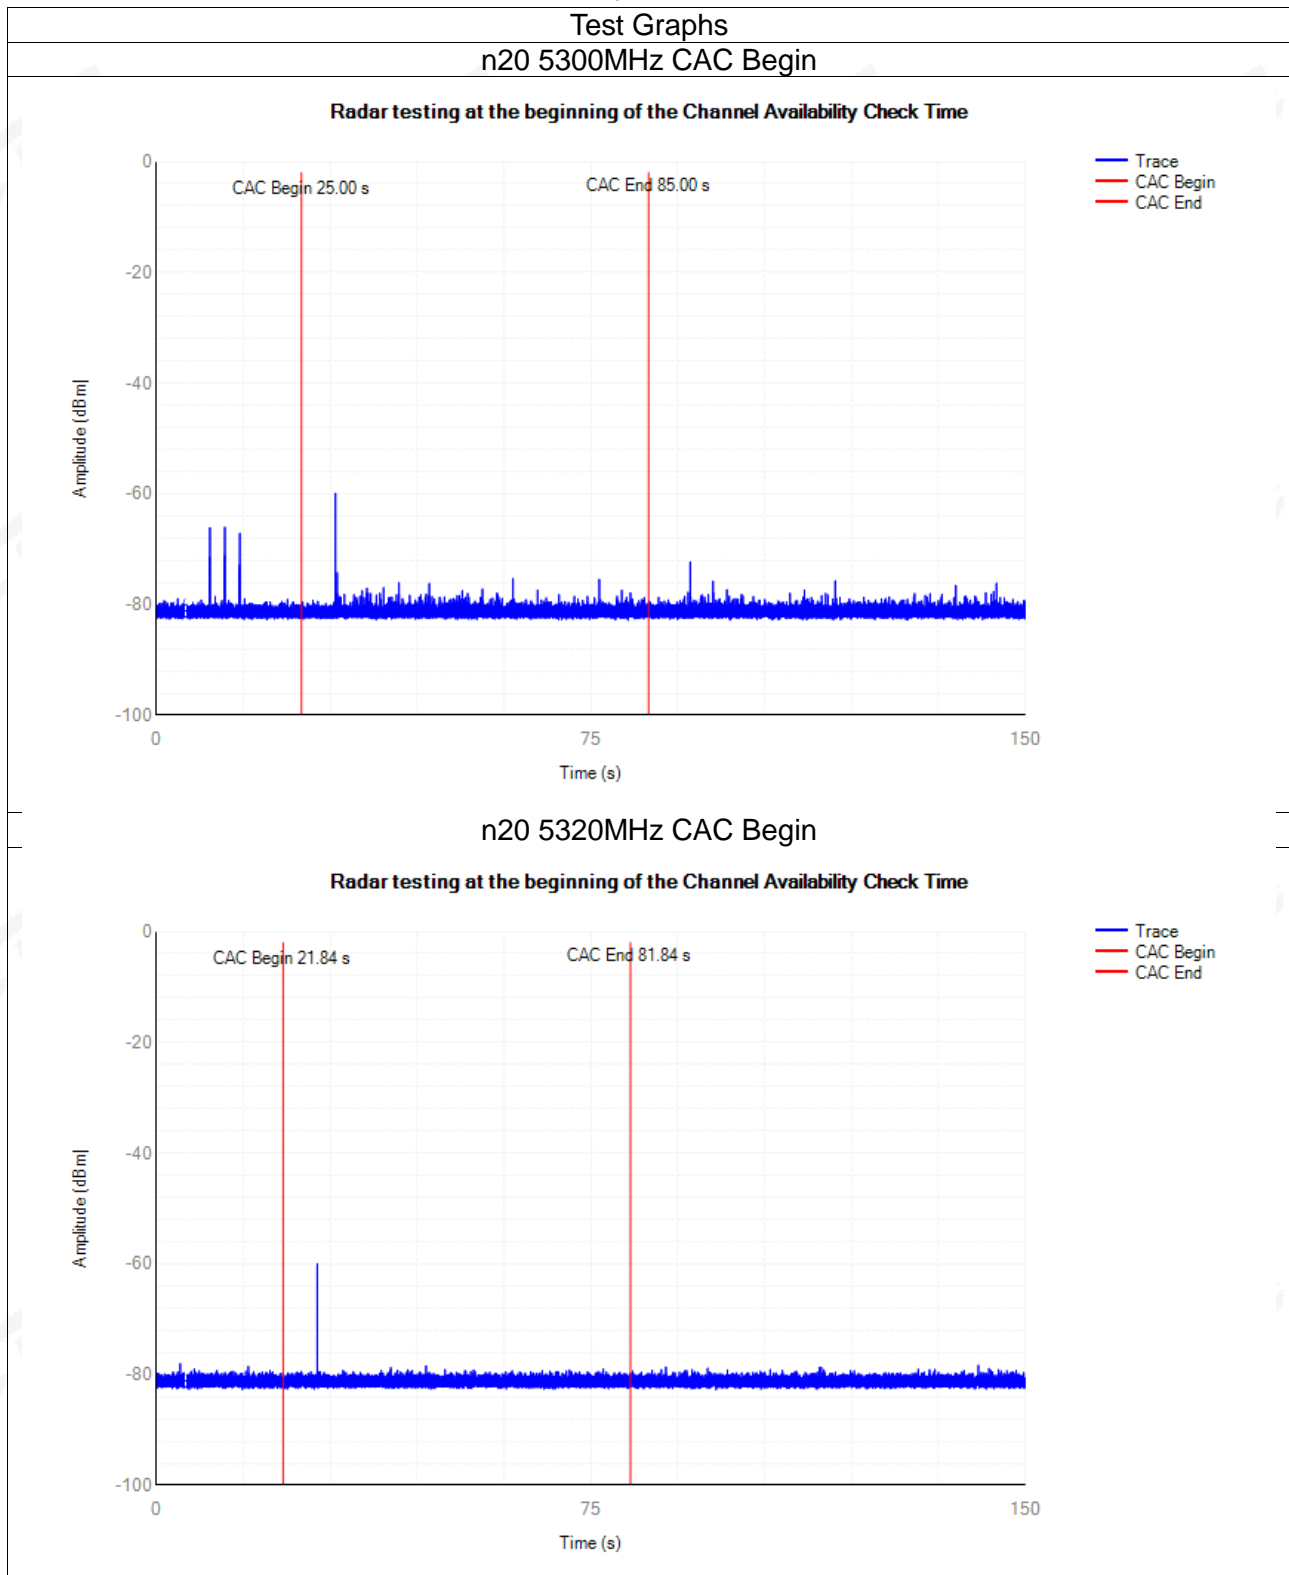 Test Graphs
n20 5300MHz CAC Begin
Radar testing at the beginning of the Channel Availability Check Time
Trace
CAC Begin
CAC End
CAC Begin 25.00 s
CAC End 85.00 s
Amplitude (dBm)
0
-20
-40
-60
-80
-100
0
75
150
Time (s)
n20 5320MHz CAC Begin
Radar testing at the beginning of the Channel Availability Check Time
Trace
CAC Begin
CAC End
CAC Begin 21.84 s
CAC End 81.84 s
Amplitude (dBm)
0
-20
-40
-60
-80
-100
0
75
150
Time (s)